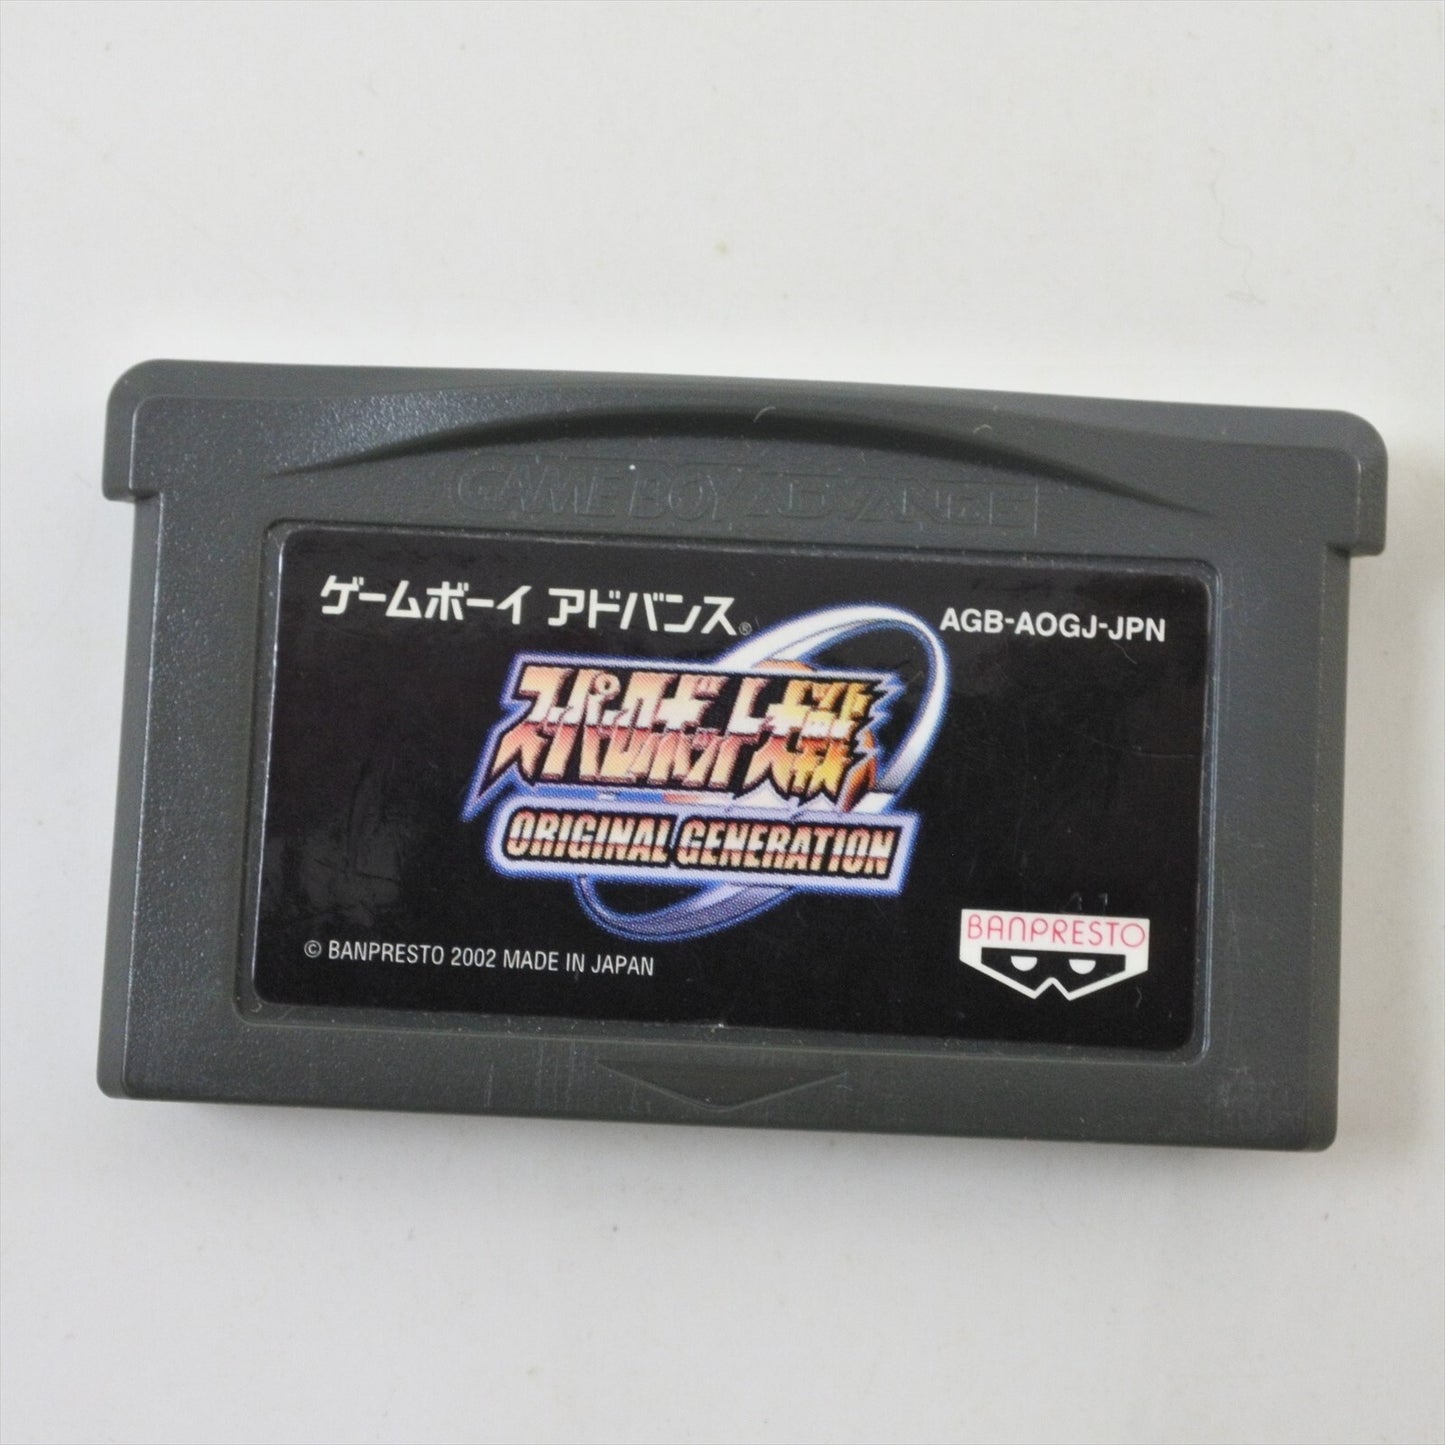 GAME BOY ADVANCE
ゲームボーイ アドバンス®
AGB-AOGJ-JPN
スーパーロボット大戦
ORIGINAL GENERATION
BANPRESTO
© BANPRESTO 2002 MADE IN JAPAN